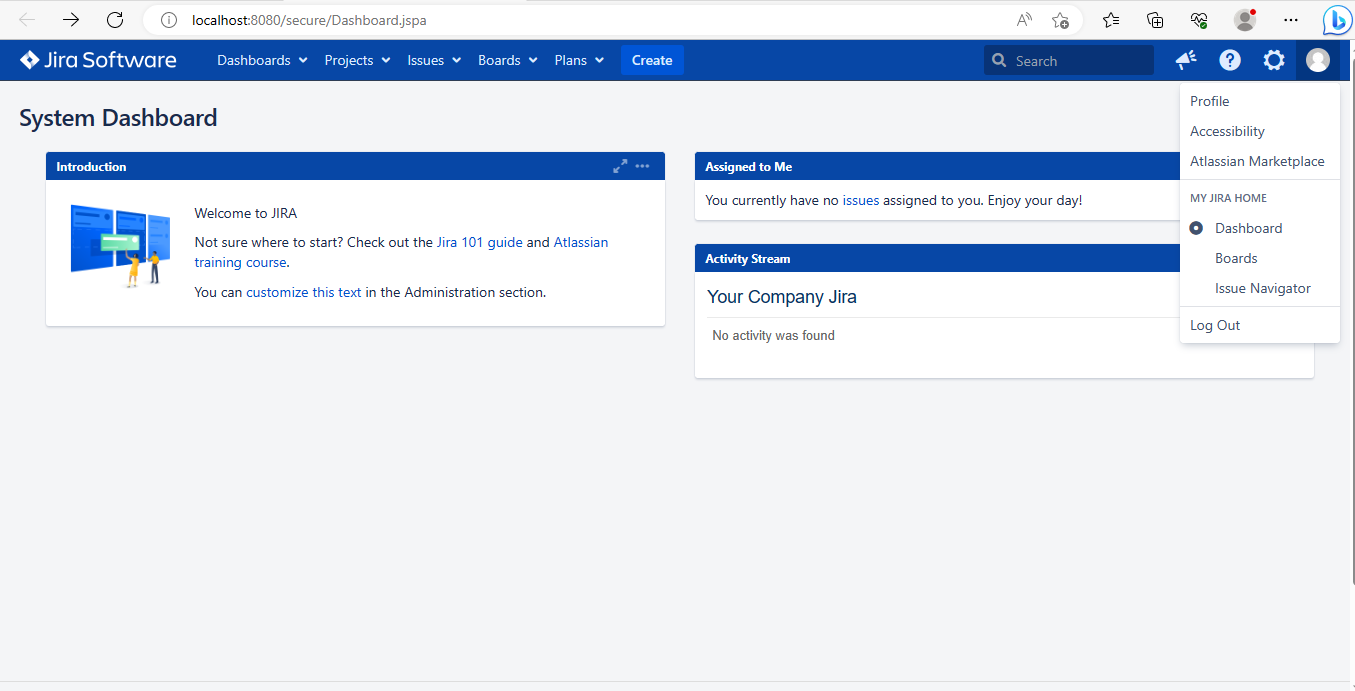 localhost:8080/secure/Dashboard.jspa
Jira Software Dashboards Projects Issues Boards Plans Create Search
System Dashboard
Introduction
Welcome to JIRA
Not sure where to start? Check out the Jira 101 guide and Atlassian
training course.
You can customize this text in the Administration section.
Assigned to Me
You currently have no issues assigned to you. Enjoy your day!
Activity Stream
Your Company Jira
No activity was found
Profile
Accessibility
Atlassian Marketplace
MY JIRA HOME
Dashboard
Boards
Issue Navigator
Log Out